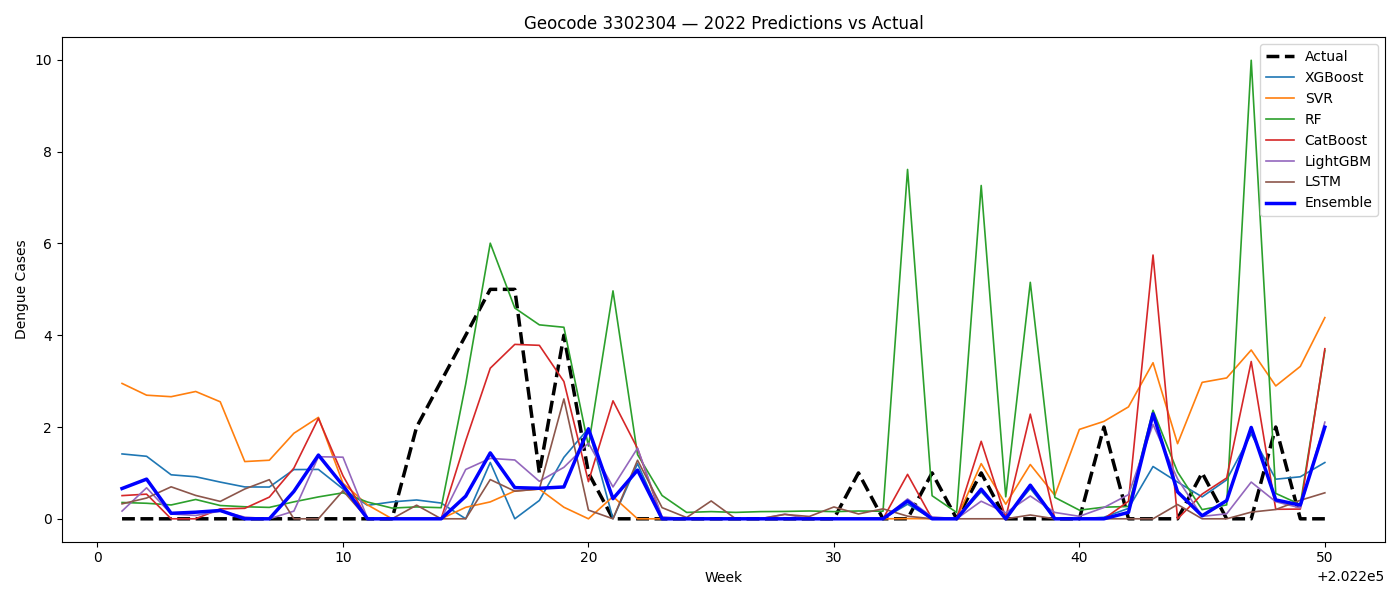 Geocode 3302304 — 2022 Predictions vs Actual
Dengue Cases
10
8
6
4
2
0
Actual
XGBoost
SVR
RF
CatBoost
LightGBM
LSTM
Ensemble
0 10 20 30 40 50
+2.022e5
Week